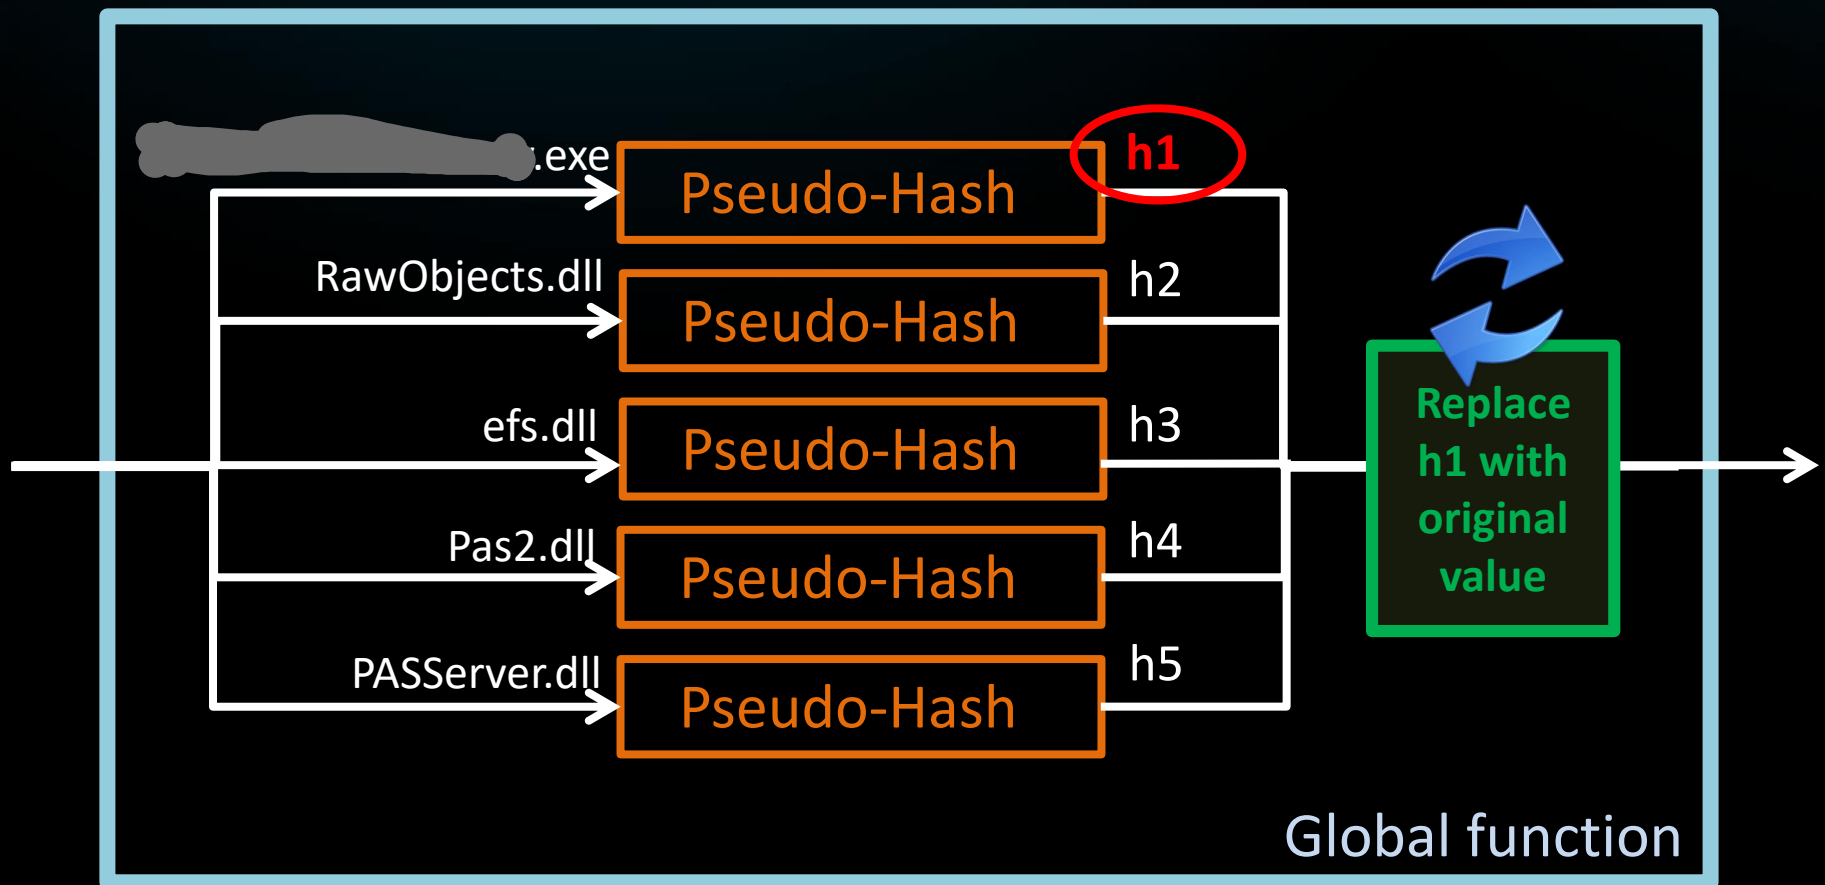 .exe
Pseudo-Hash
h1
RawObjects.dll
Pseudo-Hash
h2
efs.dll
Pseudo-Hash
h3
Pas2.dll
Pseudo-Hash
h4
PASServer.dll
Pseudo-Hash
h5
Replace
h1 with
original
value
Global function